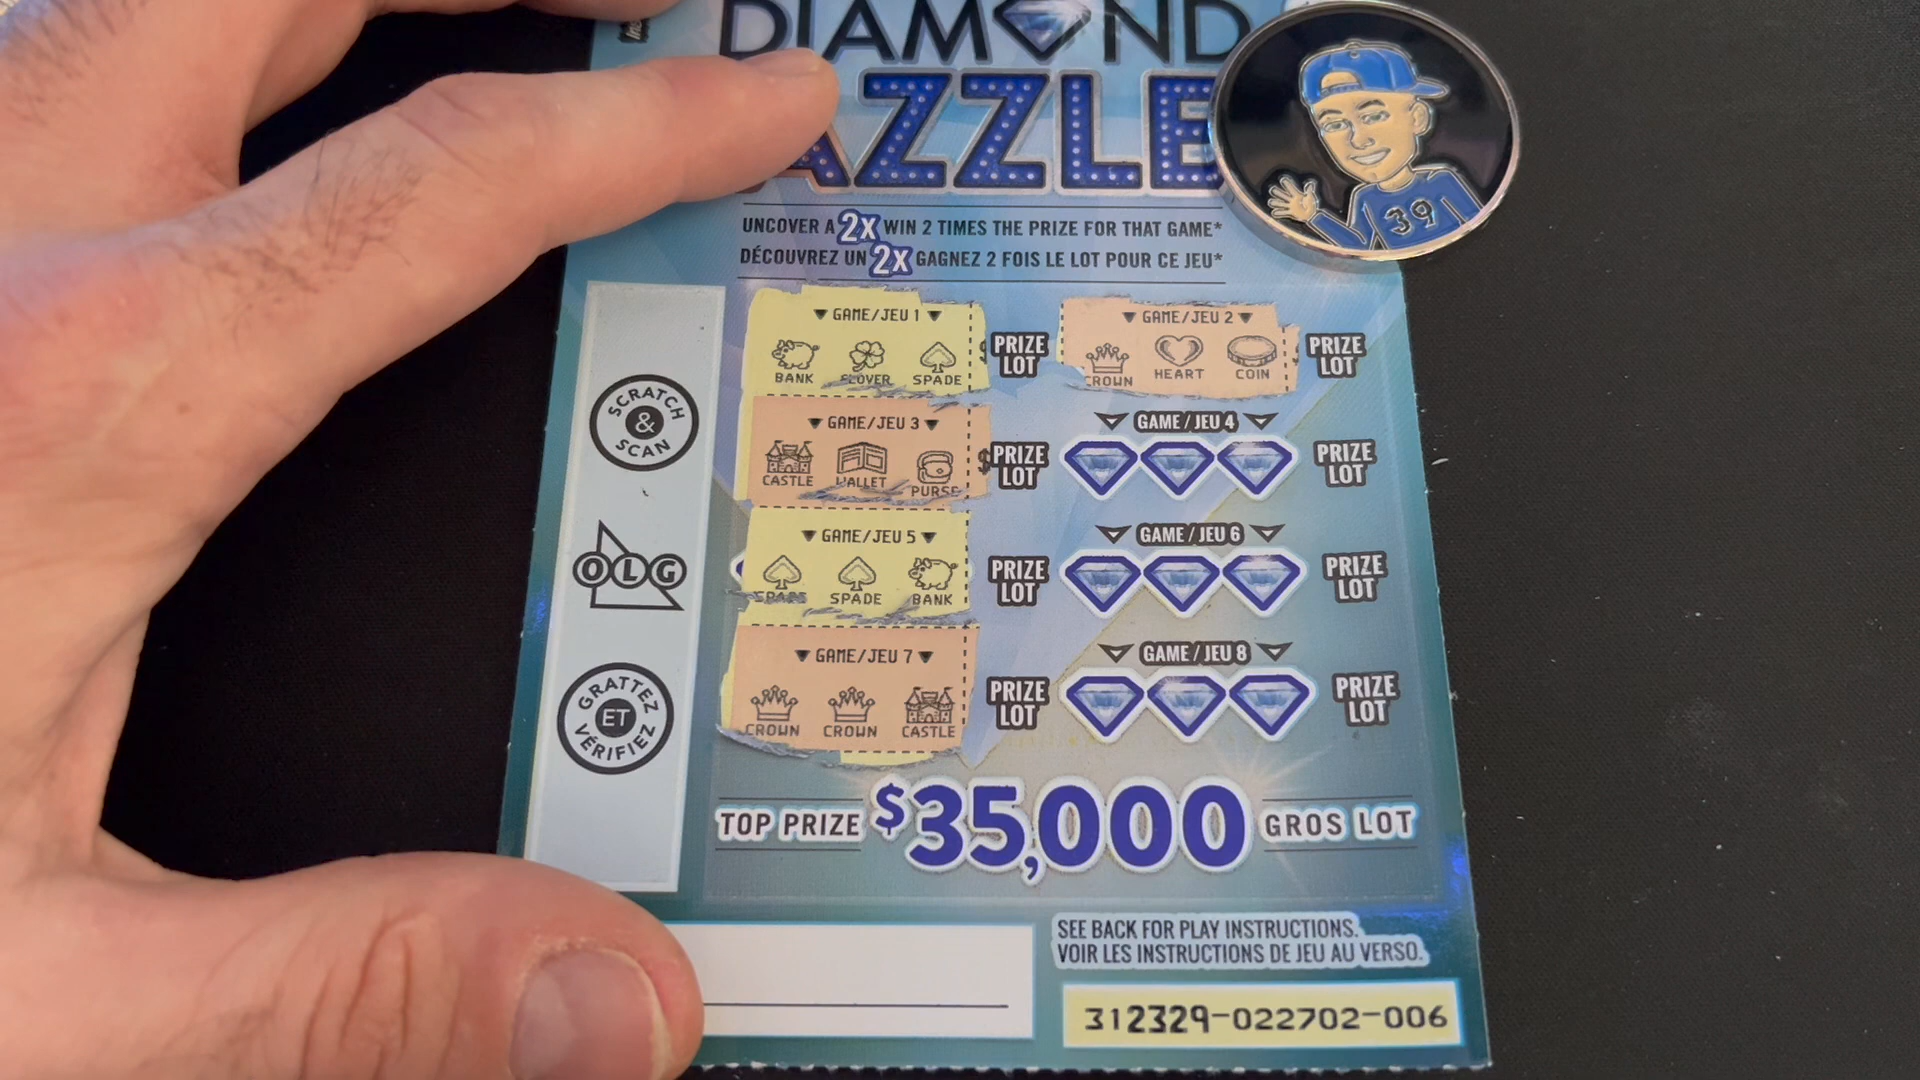 DIAMOND
AZZLE
UNCOVER A 2X WIN 2 TIMES THE PRIZE FOR THAT GAME*
DÉCOUVREZ UN 2X GAGNEZ 2 FOIS LE LOT POUR CE JEU*
39
GAME/JEU 1
BANK CLOVER SPADE
PRIZE
LOT
GAME/JEU 2
CROWN HEART COIN
PRIZE
LOT
GAME/JEU 3
CASTLE WALLET PURSE
$
PRIZE
LOT
GAME/JEU 4
PRIZE
LOT
GAME/JEU 5
SPADE SPADE BANK
PRIZE
LOT
GAME/JEU 6
PRIZE
LOT
GAME/JEU 7
CROWN CROWN CASTLE
PRIZE
LOT
GAME/JEU 8
PRIZE
LOT
SCRATCH
&
SCAN
OLG
GRATTEZ
ET
VÉRIFIEZ
TOP PRIZE $35,000 GROS LOT
SEE BACK FOR PLAY INSTRUCTIONS.
VOIR LES INSTRUCTIONS DE JEU AU VERSO.
312329-022702-006